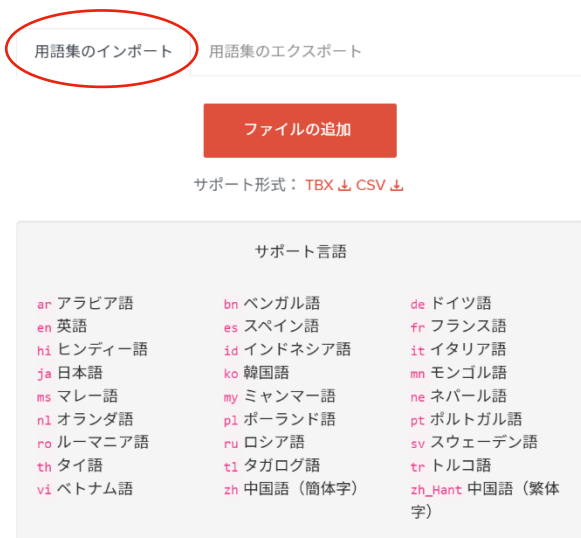 用語集のインポート 用語集のエクスポート
ファイルの追加
サポート形式： TBX CSV
サポート言語
ar アラビア語 bn ベンガル語 de ドイツ語
en 英語 es スペイン語 fr フランス語
hi ヒンディー語 id インドネシア語 it イタリア語
ja 日本語 ko 韓国語 mn モンゴル語
ms マレー語 my ミャンマー語 ne ネパール語
nl オランダ語 pl ポーランド語 pt ポルトガル語
ro ルーマニア語 ru ロシア語 sv スウェーデン語
th タイ語 tl タガログ語 tr トルコ語
vi ベトナム語 zh 中国語（簡体字） zh_Hant 中国語（繁体
字）